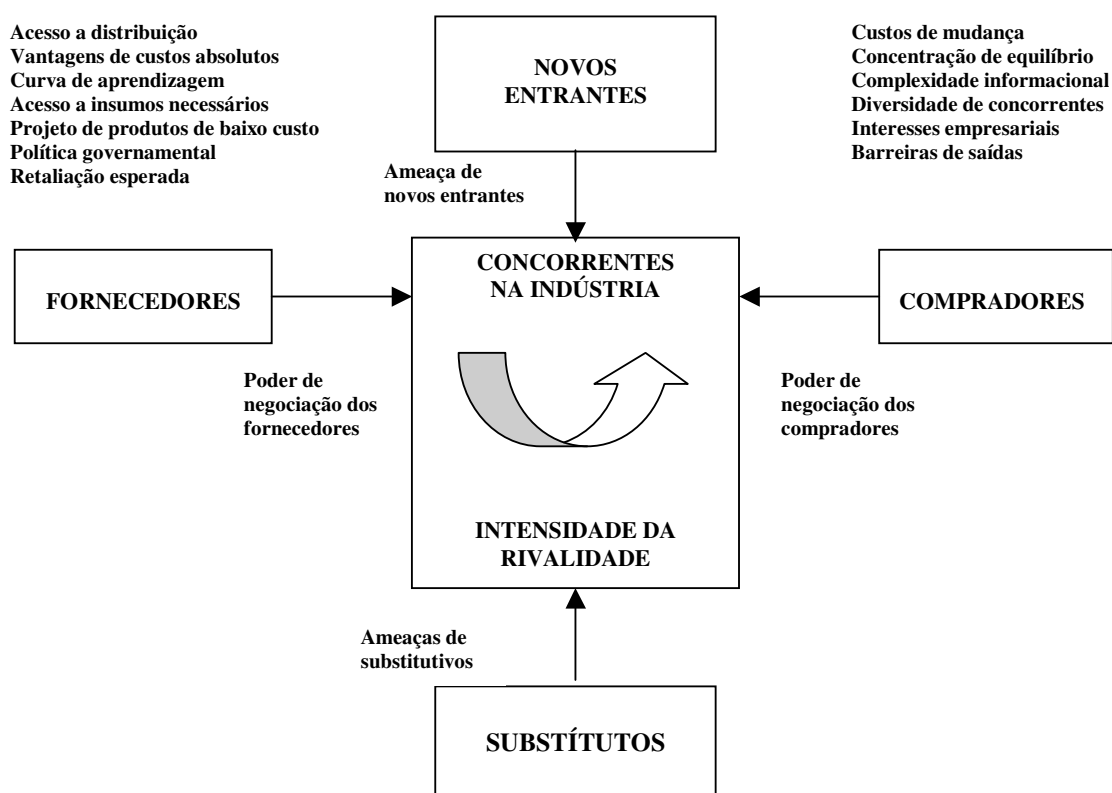 Acesso a distribuição
Vantagens de custos absolutos
Curva de aprendizagem
Acesso a insumos necessários
Projeto de produtos de baixo custo
Política governamental
Retaliação esperada
NOVOS
ENTRANTES
Custos de mudança
Concentração de equilíbrio
Complexidade informacional
Diversidade de concorrentes
Interesses empresariais
Barreiras de saídas
Ameaça de
novos entrantes
FORNECEDORES
CONCORRENTES
NA INDÚSTRIA
COMPRADORES
Poder de
negociação dos
fornecedores
Poder de
negociação dos
compradores
INTENSIDADE DA
RIVALIDADE
Ameaças de
substitutivos
SUBSTÍTUTOS